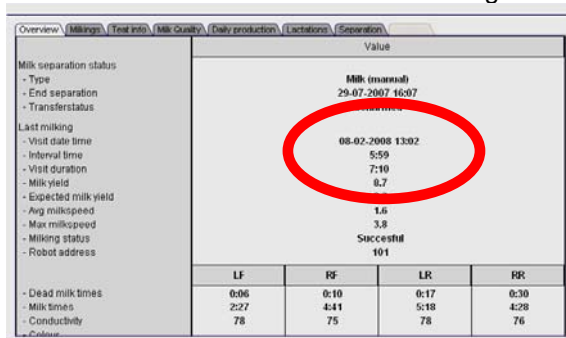 Overview Milkings Teat info Milk Quality Daily production Lactations Separation
Value
Milk separation status
- Type Milk (manual)
- End separation 29-07-2007 16:07
- Transferstatus
Last milking
- Visit date time 08-02-2008 13:02
- Interval time 5:59
- Visit duration 7:10
- Milk yield 8,7
- Expected milk yield
- Avg milkspeed 1,6
- Max milkspeed 3,8
- Milking status Succesful
- Robot address 101
LF RF LR RR
- Dead milk times 0:06 0:10 0:17 0:30
- Milk times 2:27 4:41 5:18 4:28
- Conductivity 78 75 78 76
- Colour